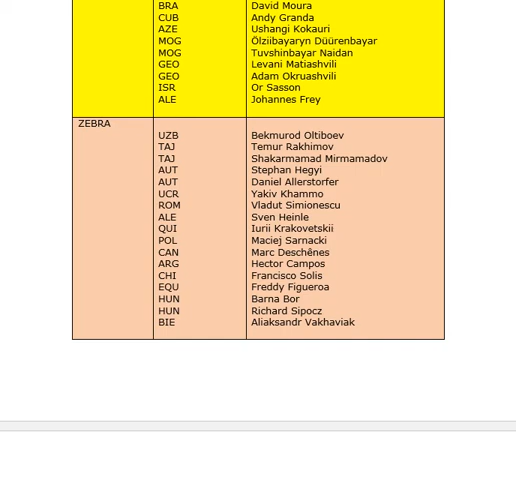 BRA David Moura
CUB Andy Granda
AZE Ushangi Kokauri
MOG Ölziibayaryn Düürenbayar
MOG Tuvshinbayar Naidan
GEO Levani Matiashvili
GEO Adam Okruashvili
ISR Or Sasson
ALE Johannes Frey
ZEBRA
UZB Bekmurod Oltiboev
TAJ Temur Rakhimov
TAJ Shakarmamad Mirmamadov
AUT Stephan Hegyi
AUT Daniel Allerstorfer
UCR Yakiv Khammo
ROM Vladut Simionescu
ALE Sven Heinle
QUI Iurii Krakovetskii
POL Maciej Sarnacki
CAN Marc Deschênes
ARG Hector Campos
CHI Francisco Solis
EQU Freddy Figueroa
HUN Barna Bor
HUN Richard Sipocz
BIE Aliaksandr Vakhaviak